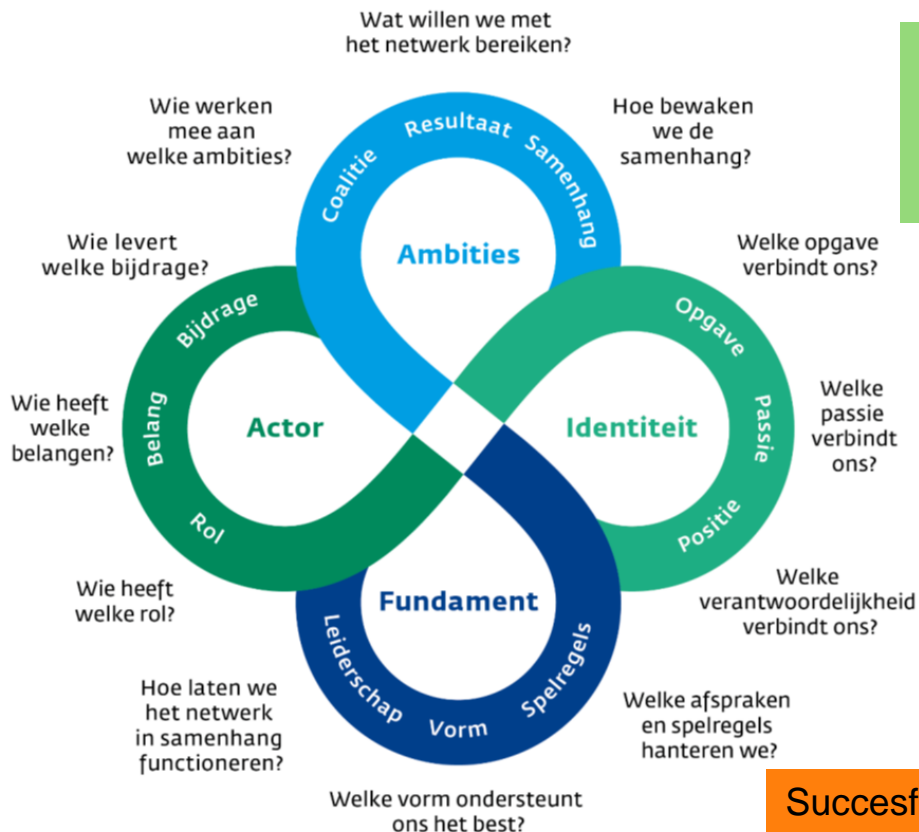 Wat willen we met
het netwerk bereiken?
Wie werken
mee aan
welke ambities?
Hoe bewaken
we de
samenhang?
Coalitie
Resultaat
Samenhang
Ambities
Wie levert
welke bijdrage?
Welke opgave
verbindt ons?
Bijdrage
Belang
Rol
Actor
Opgave
Passie
Positie
Identiteit
Wie heeft
welke
belangen?
Welke
passie
verbindt
ons?
Wie heeft
welke rol?
Welke
verantwoordelijkheid
verbindt ons?
Fundament
Leiderschap
Vorm
Spelregels
Hoe laten we
het netwerk
in samenhang
functioneren?
Welke afspraken
en spelregels
hanteren we?
Welke vorm ondersteunt
ons het best?
Succesf